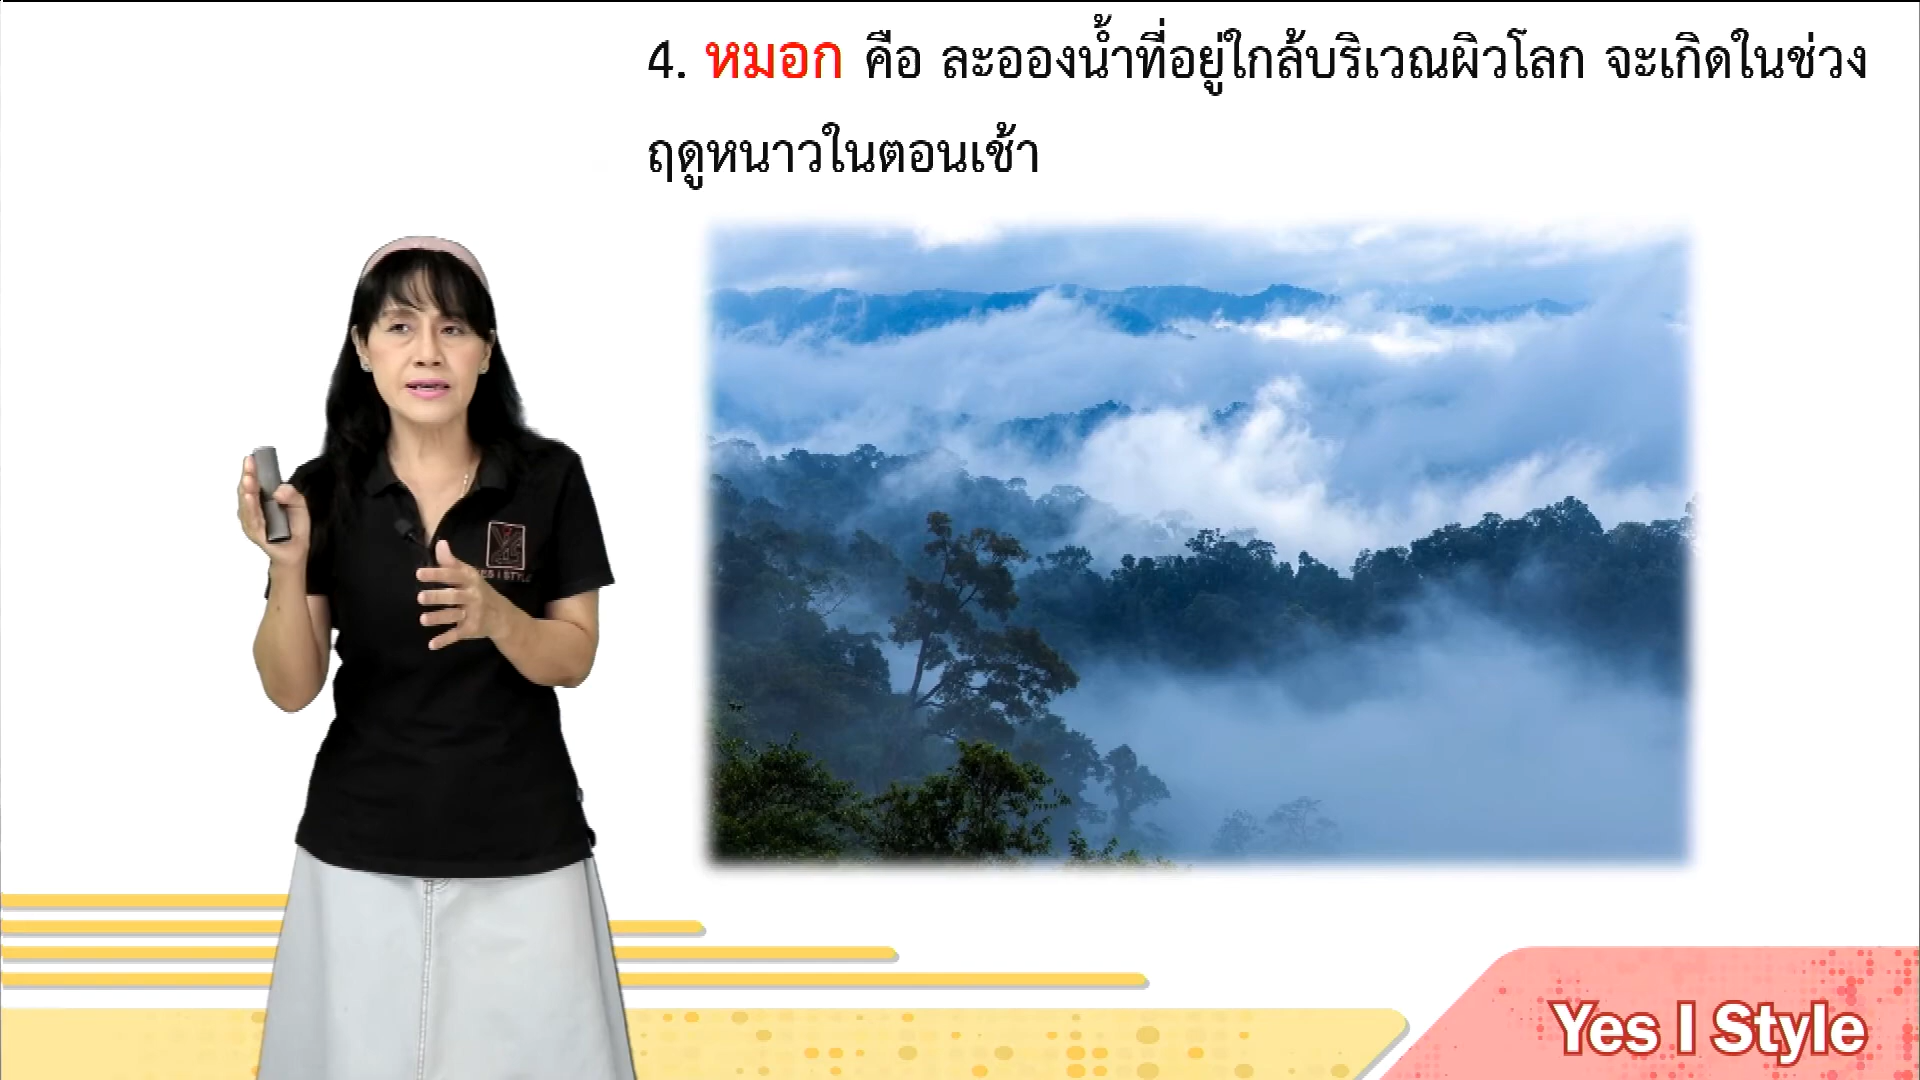 4. หมอก คือ ละอองน้ำที่อยู่ใกล้บริเวณผิวโลก จะเกิดในช่วง
ฤดูหนาวในตอนเช้า
YES I STYLE
Yes I Style